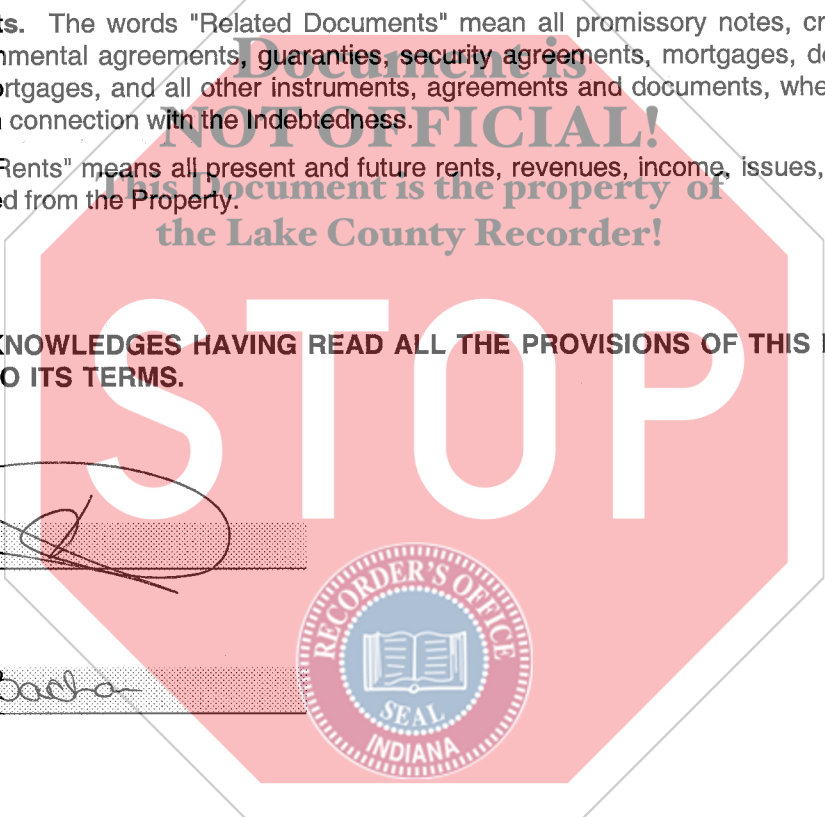 ts. The words "Related Documents" mean all promissory notes, cr
nmental agreements, guaranties, security agreements, mortgages, d
Document is
ortgages, and all other instruments, agreements and documents, whe
connection with the Indebtedness.
NOT OFFICIAL!
Rents" means all present and future rents, revenues, income, issues,
This Document is the property of
ed from the Property.
the Lake County Recorder!
KNOWLEDGES HAVING READ ALL THE PROVISIONS OF THIS
O ITS TERMS.
STOP
RECORDER'S OFFICE
SEAL
INDIANA